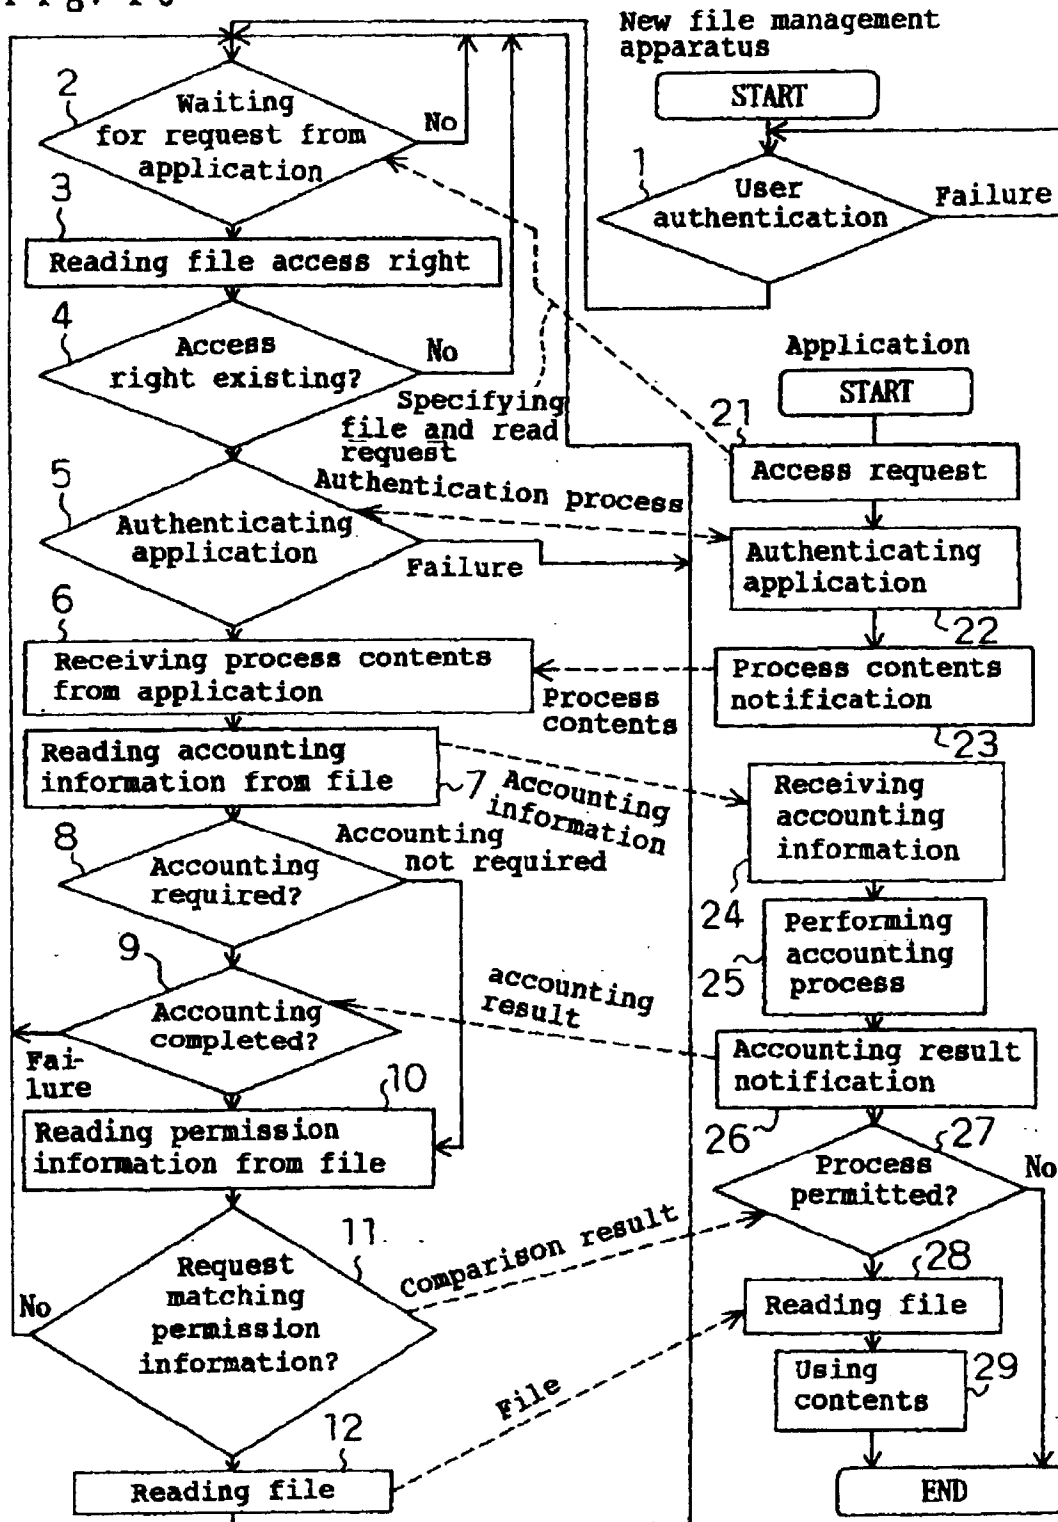 New file management
apparatus
START
1
User
authentication
Failure
2
Waiting
for request from
application
No
3
Reading file access right
4
Access
right existing?
No
Specifying
file and read
request
5
Authenticating
application
Authentication process
Failure
6
Receiving process contents
from application
Process
contents
Reading accounting
information from file
7
Accounting
information
8
Accounting
required?
Accounting
not required
9
Accounting
completed?
accounting
result
Fai-
lure
10
Reading permission
information from file
11
Request
matching
permission
information?
No
Comparison result
12
Reading file
File
Application
START
21
Access request
Authenticating
application
22
Process contents
notification
23
Receiving
accounting
information
24
Performing
accounting
process
25
Accounting result
notification
26
27
Process
permitted?
No
28
Reading file
Using
contents
29
END